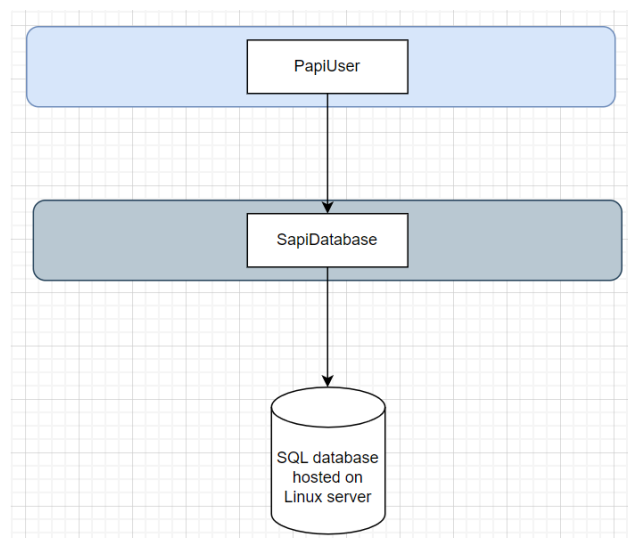 PapiUser
SapiDatabase
SQL database
hosted on
Linux server